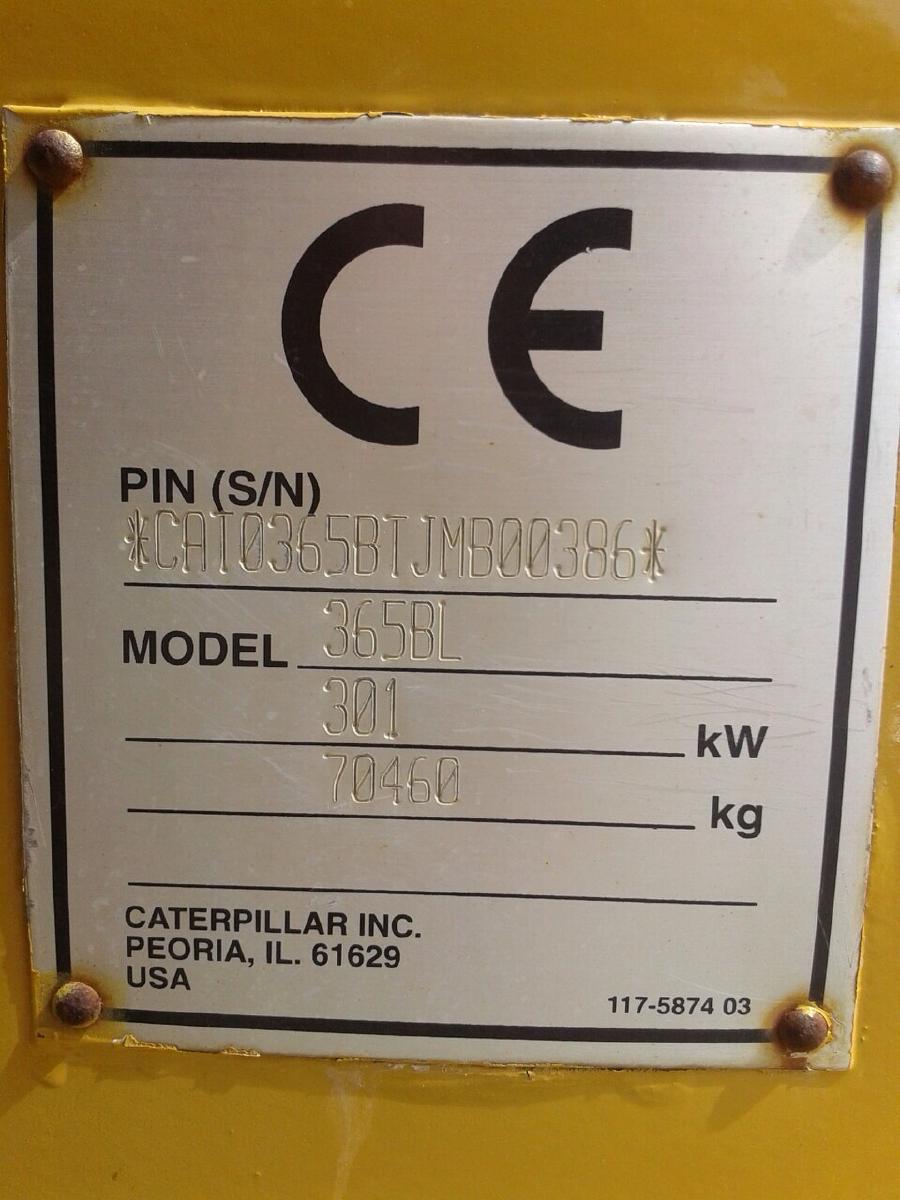 CE
PIN (S/N)
*CAT0365BTJMB00386*
MODEL 365BL
301 kW
70460 kg
CATERPILLAR INC.
PEORIA, IL. 61629
USA
117-5874 03